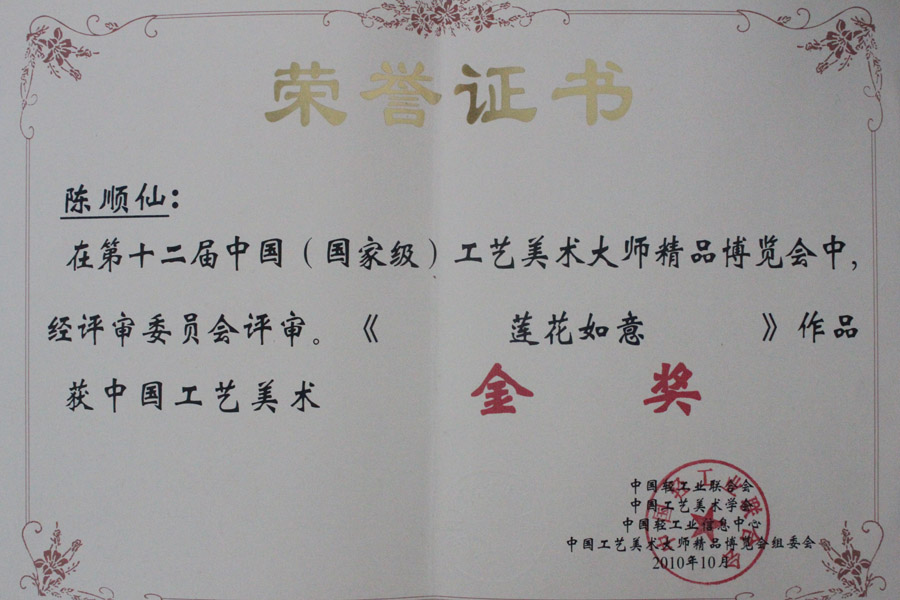 荣誉证书
陈顺仙：
在第十二届中国（国家级）工艺美术大师精品博览会中，
经评审委员会评审。《莲花如意》作品
获中国工艺美术 金奖
中国轻工业联合会
中国工艺美术学会
中国轻工业信息中心
中国工艺美术大师精品博览会组委会
2010年10月